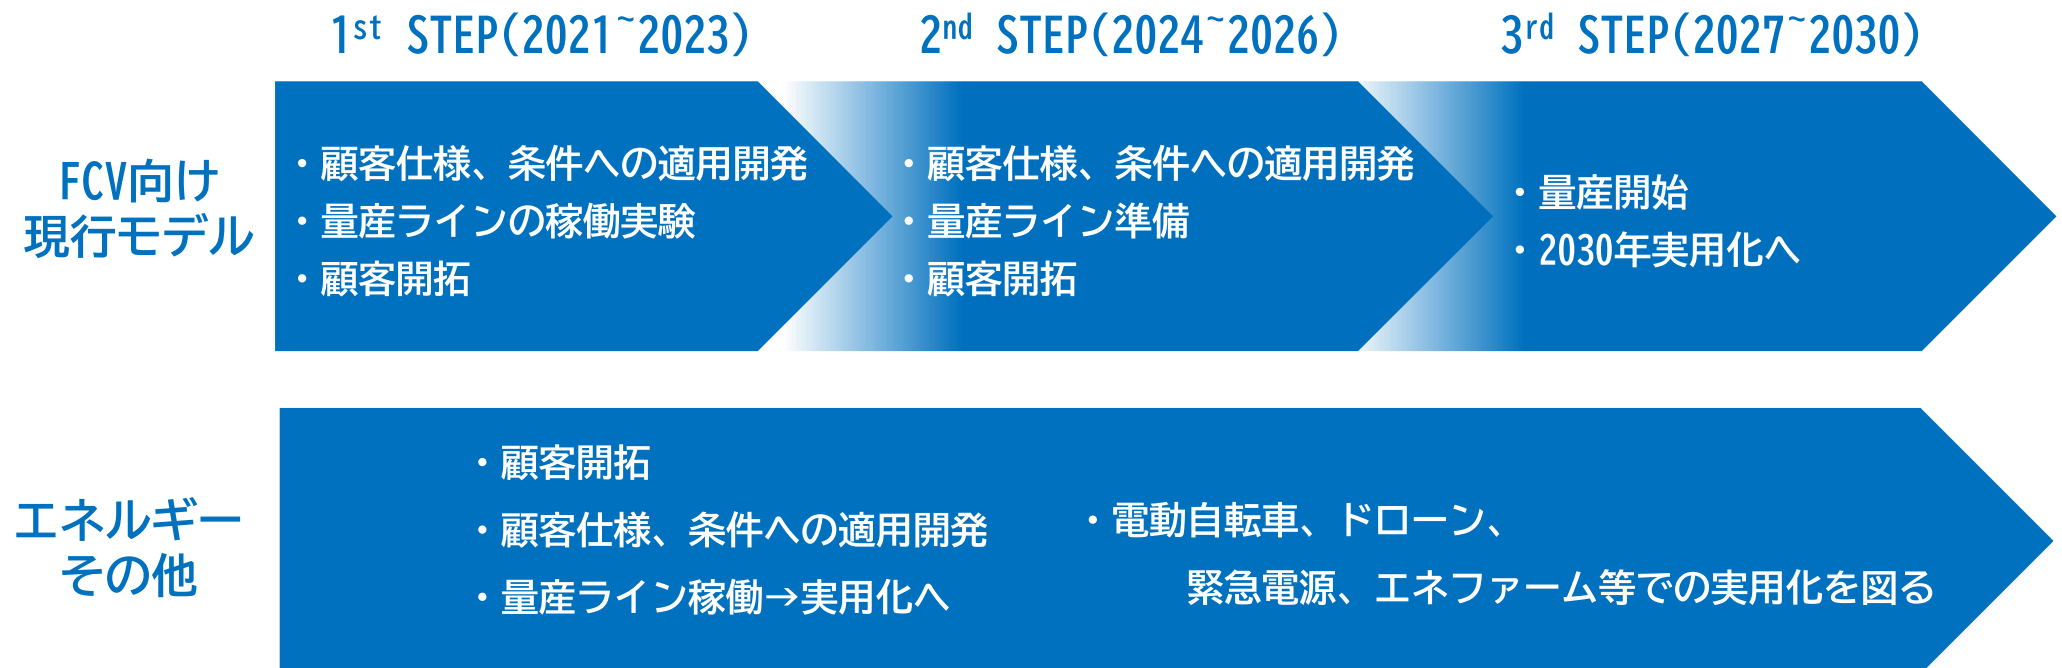 1st STEP(2021~2023)
2nd STEP(2024~2026)
3rd STEP(2027~2030)
FCV向け
現行モデル
・顧客仕様、条件への適用開発
・量産ラインの稼働実験
・顧客開拓
・顧客仕様、条件への適用開発
・量産ライン準備
・顧客開拓
・量産開始
・2030年実用化へ
エネルギー
その他
・顧客開拓
・顧客仕様、条件への適用開発
・量産ライン稼働→実用化へ
・電動自転車、ドローン、
緊急電源、エネファーム等での実用化を図る